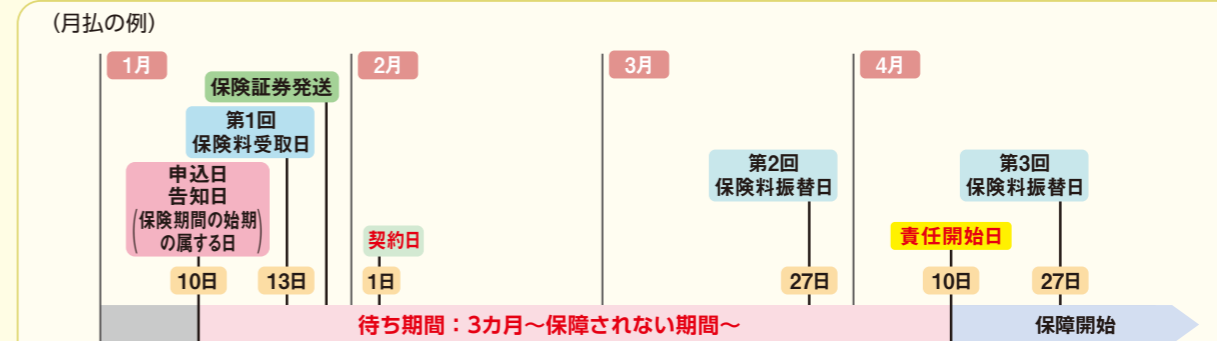 (月払の例)
1月
2月
3月
4月
保険証券発送
第1回
保険料受取日
申込日
告知日
(保険期間の始期
の属する日)
契約日
第2回
保険料振替日
第3回
保険料振替日
責任開始日
10日
13日
1日
27日
10日
27日
待ち期間:3カ月~保障されない期間~
保障開始